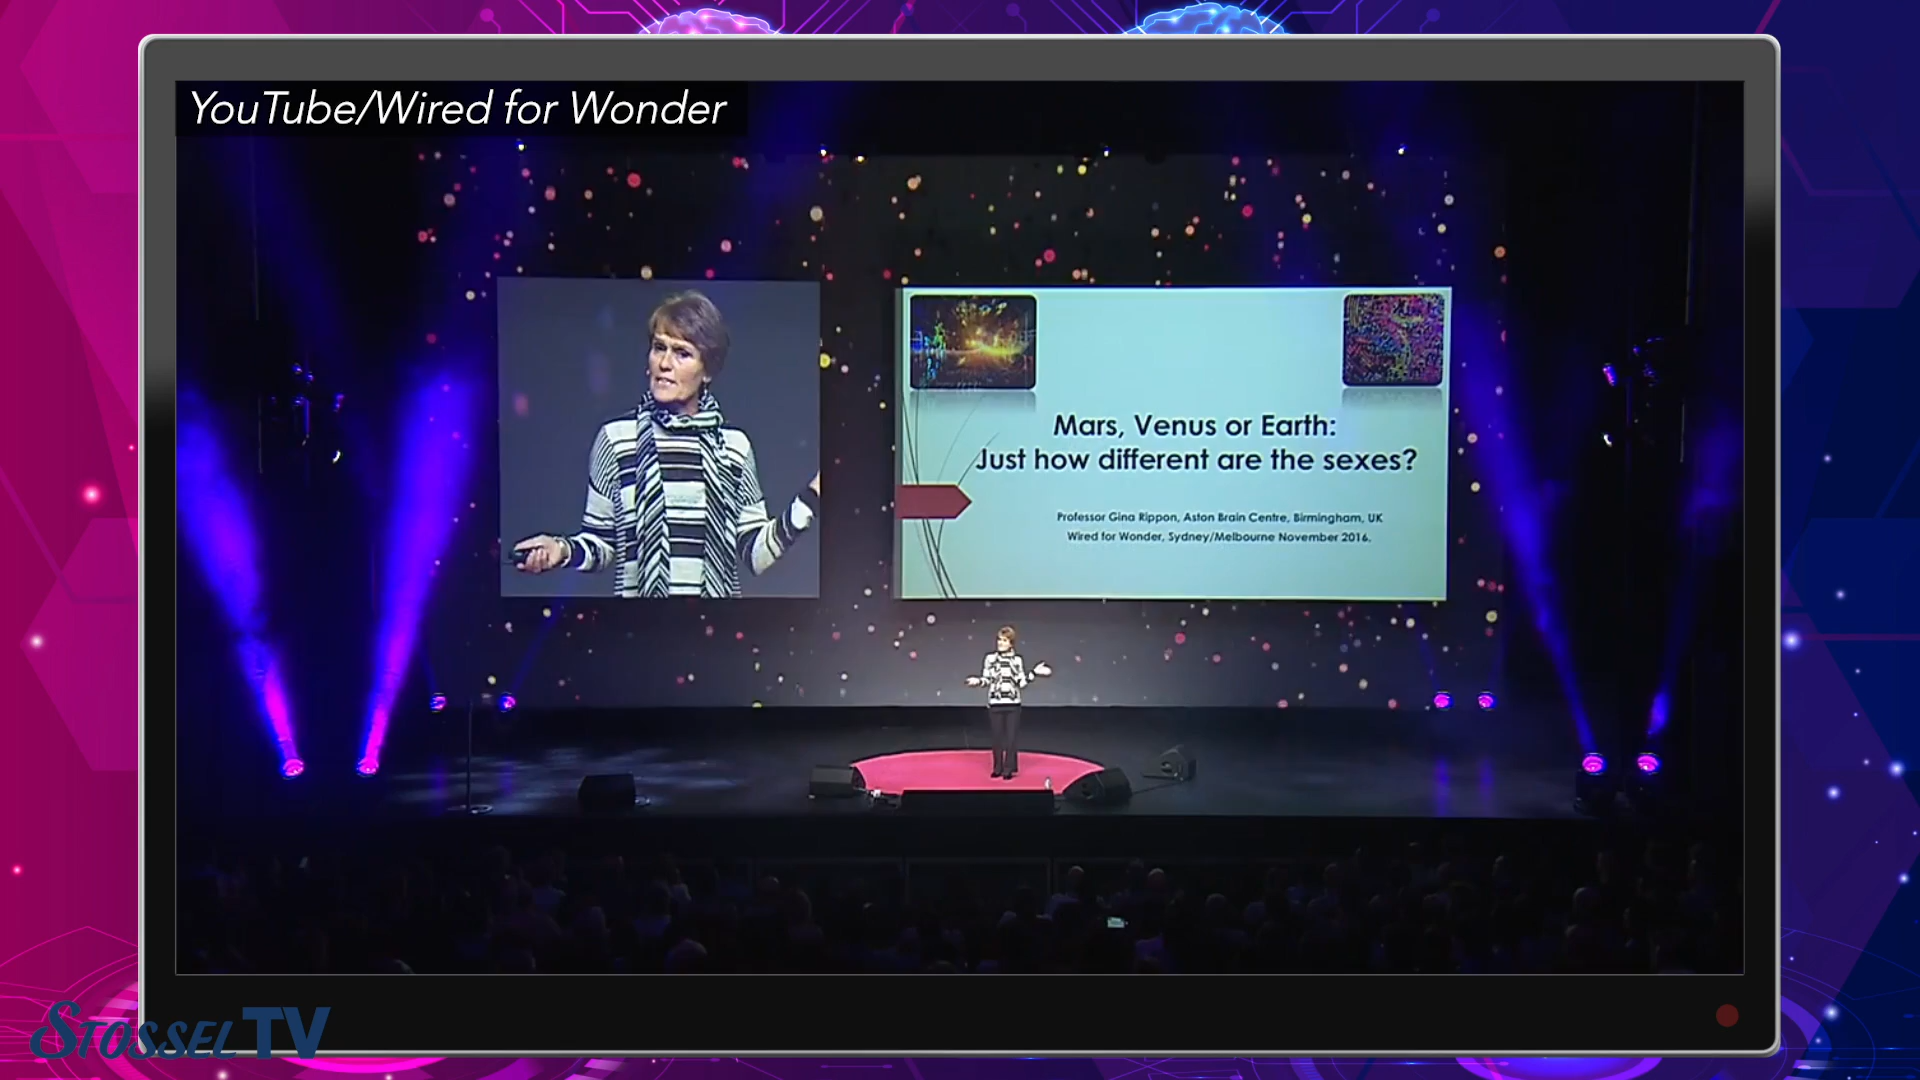 YouTube/Wired for Wonder
Mars, Venus or Earth:
Just how different are the sexes?
Professor Gina Rippon, Aston Brain Centre, Birmingham, UK
Wired for Wonder, Sydney/Melbourne November 2016.
STOSSEL TV